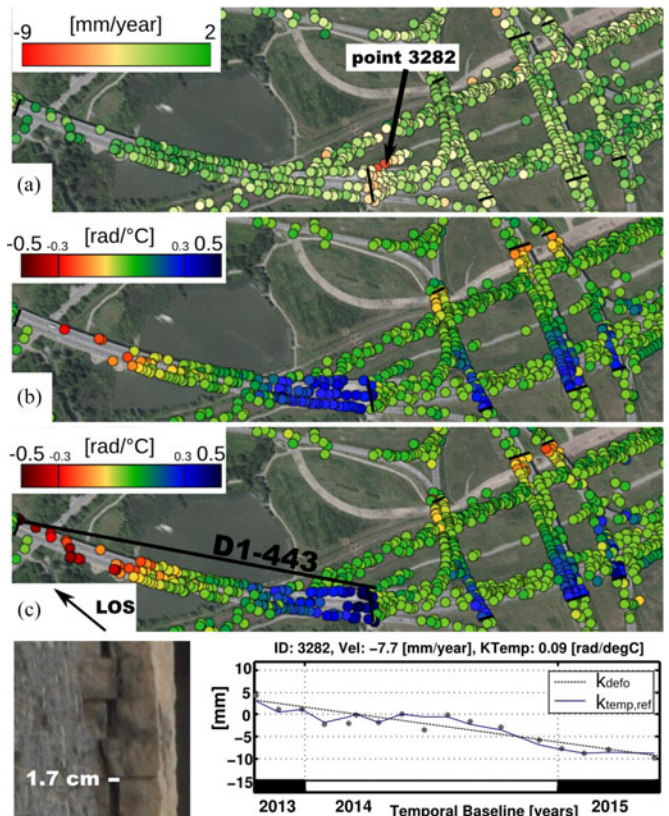 -9 [mm/year] 2
point 3282
(a)
-0.5 -0.3 [rad/°C] 0.3 0.5
(b)
-0.5 -0.3 [rad/°C] 0.3 0.5
D1-443
(c)
LOS
1.7 cm
ID: 3282, Vel: −7.7 [mm/year], KTemp: 0.09 [rad/degC]
[mm]
10
5
0
−5
−10
−15
kdefo
ktemp,ref
2013 2014 2015
Temporal Baseline [years]